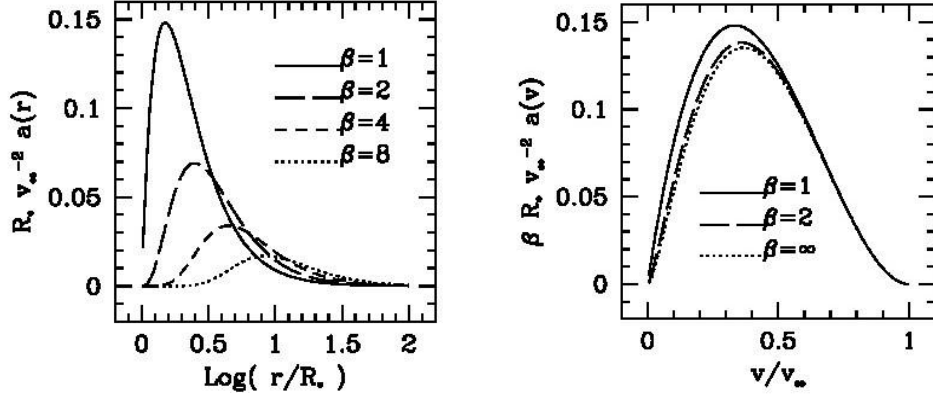 R* v∞⁻² a(r)
0.15
0.1
0.05
0
β=1
β=2
β=4
β=8
0 0.5 1 1.5 2
Log( r/R* )
β R* v∞⁻² a(v)
0.15
0.1
0.05
0
β=1
β=2
β=∞
0 0.5 1
v/v∞